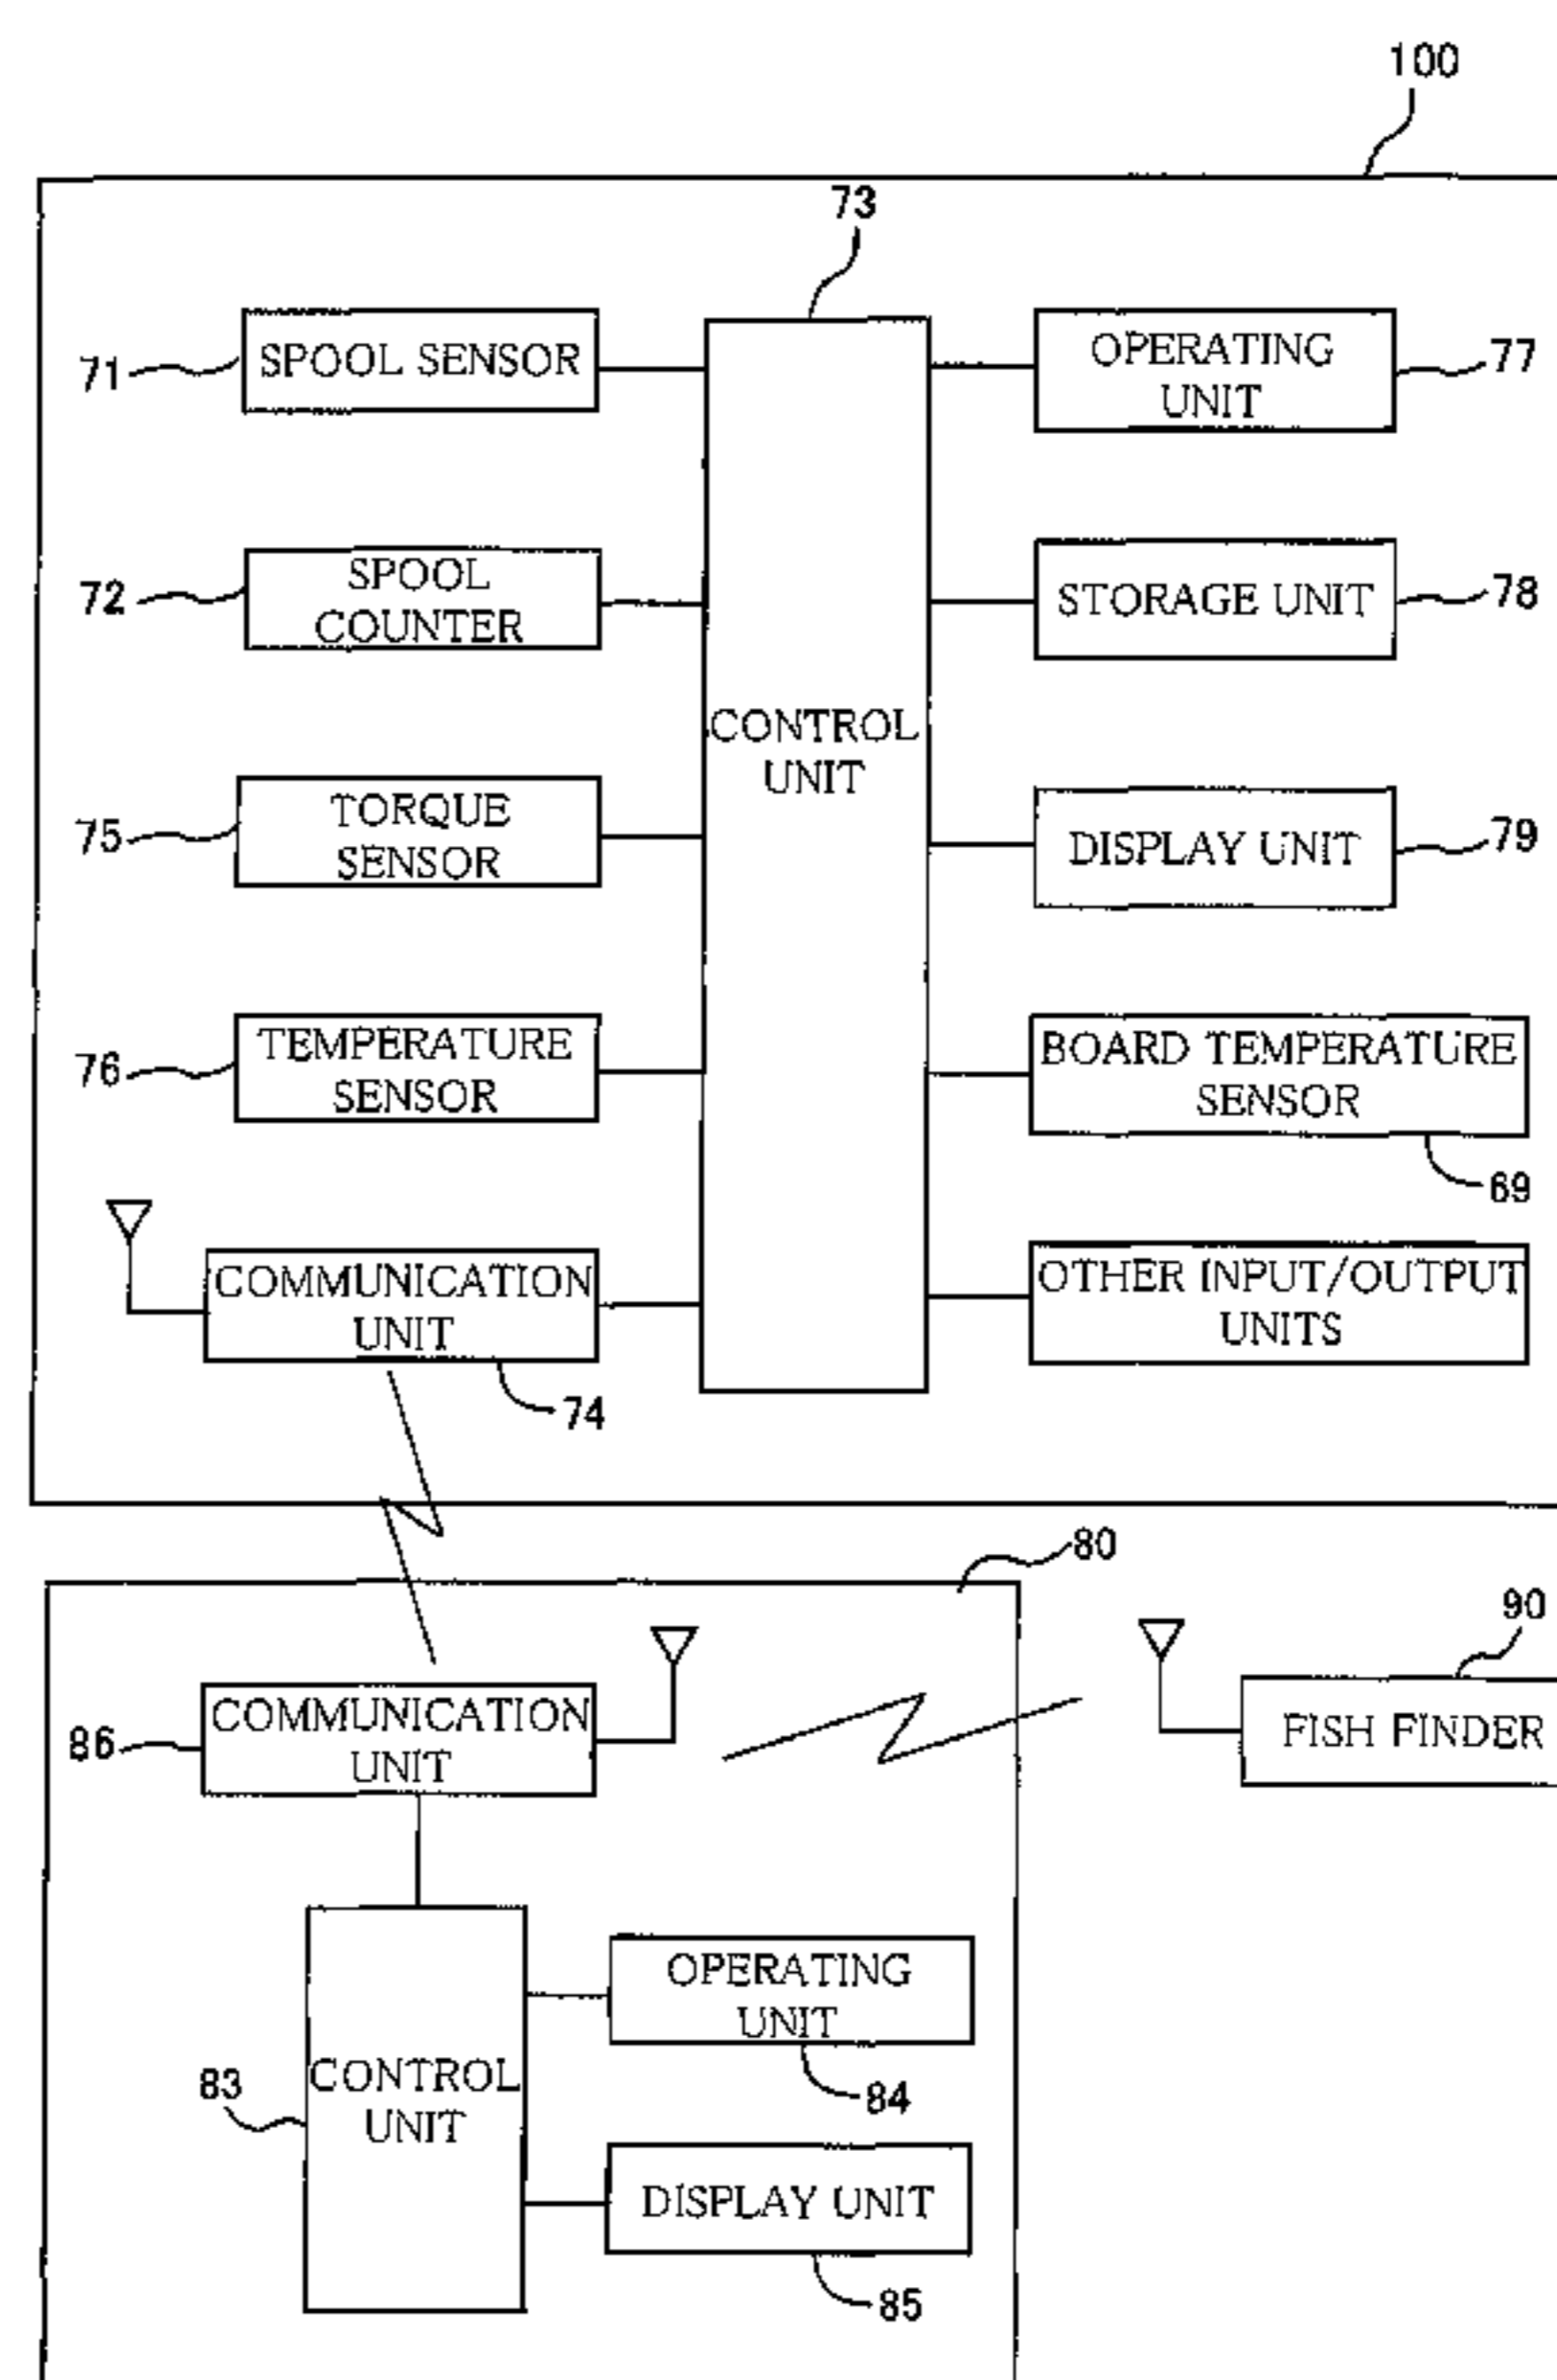 100
73
71
SPOOL SENSOR
OPERATING
UNIT
77
72
SPOOL
COUNTER
STORAGE UNIT
78
CONTROL
UNIT
75
TORQUE
SENSOR
DISPLAY UNIT
79
76
TEMPERATURE
SENSOR
BOARD TEMPERATURE
SENSOR
69
COMMUNICATION
UNIT
74
OTHER INPUT/OUTPUT
UNITS
80
90
86
COMMUNICATION
UNIT
FISH FINDER
OPERATING
UNIT
84
83
CONTROL
UNIT
DISPLAY UNIT
85